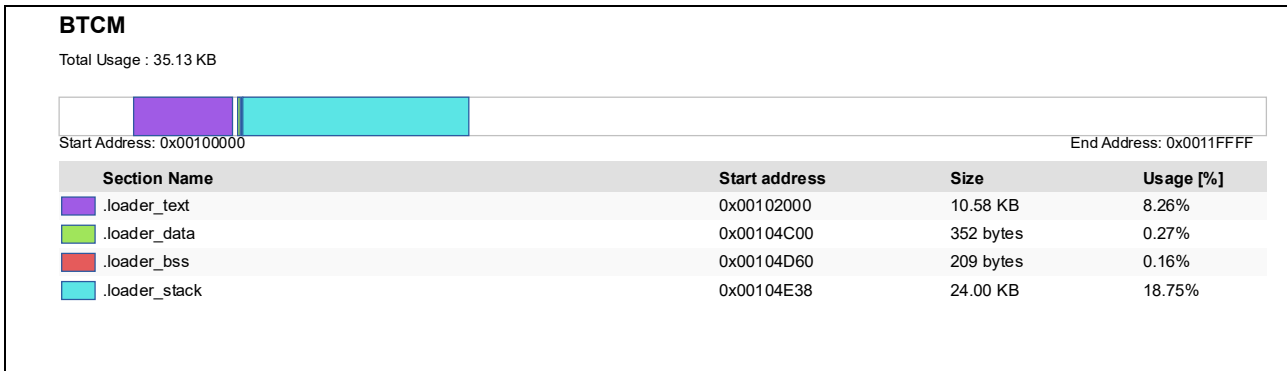 BTCM
Total Usage : 35.13 KB
Start Address: 0x00100000 End Address: 0x0011FFFF
Section Name Start address Size Usage [%]
.loader_text 0x00102000 10.58 KB 8.26%
.loader_data 0x00104C00 352 bytes 0.27%
.loader_bss 0x00104D60 209 bytes 0.16%
.loader_stack 0x00104E38 24.00 KB 18.75%